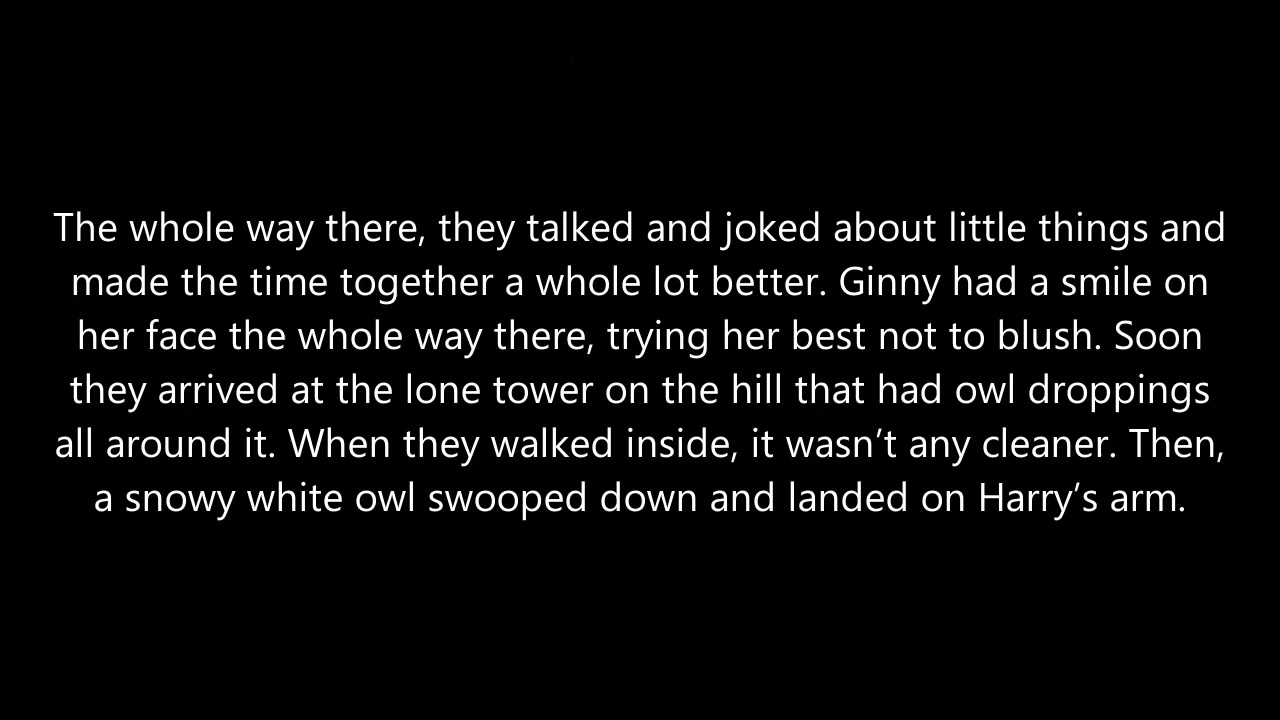 The whole way there, they talked and joked about little things and
made the time together a whole lot better. Ginny had a smile on
her face the whole way there, trying her best not to blush. Soon
they arrived at the lone tower on the hill that had owl droppings
all around it. When they walked inside, it wasn’t any cleaner. Then,
a snowy white owl swooped down and landed on Harry’s arm.